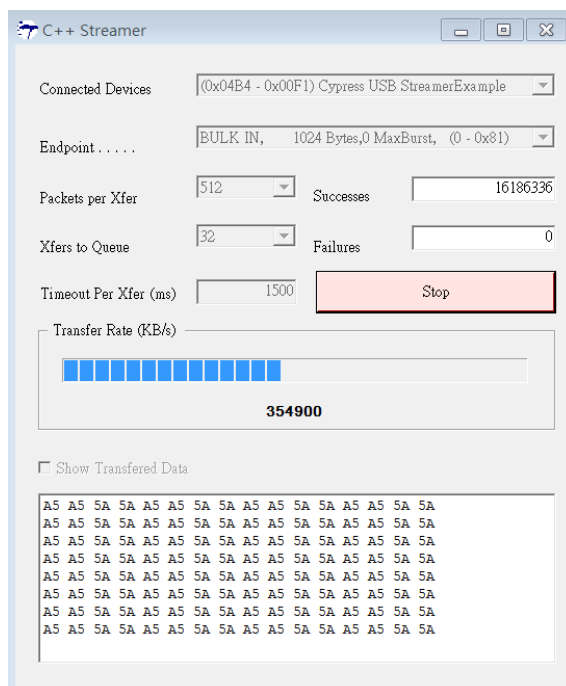 C++ Streamer
Connected Devices (0x04B4 - 0x00F1) Cypress USB StreamerExample
Endpoint . . . . . BULK IN, 1024 Bytes,0 MaxBurst, (0 - 0x81)
Packets per Xfer 512 Successes 16186336
Xfers to Queue 32 Failures 0
Timeout Per Xfer (ms) 1500 Stop
Transfer Rate (KB/s)
354900
Show Transfered Data
A5 A5 5A 5A A5 A5 5A 5A A5 A5 5A 5A A5 A5 5A 5A
A5 A5 5A 5A A5 A5 5A 5A A5 A5 5A 5A A5 A5 5A 5A
A5 A5 5A 5A A5 A5 5A 5A A5 A5 5A 5A A5 A5 5A 5A
A5 A5 5A 5A A5 A5 5A 5A A5 A5 5A 5A A5 A5 5A 5A
A5 A5 5A 5A A5 A5 5A 5A A5 A5 5A 5A A5 A5 5A 5A
A5 A5 5A 5A A5 A5 5A 5A A5 A5 5A 5A A5 A5 5A 5A
A5 A5 5A 5A A5 A5 5A 5A A5 A5 5A 5A A5 A5 5A 5A
A5 A5 5A 5A A5 A5 5A 5A A5 A5 5A 5A A5 A5 5A 5A